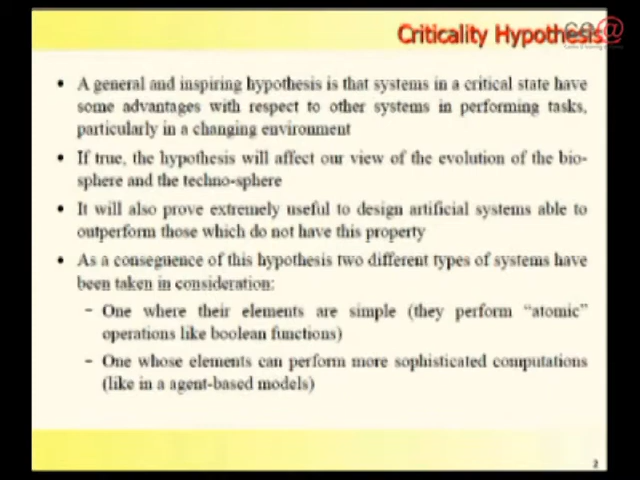 Criticality Hypothesis
• A general and inspiring hypothesis is that systems in a critical state have
some advantages with respect to other systems in performing tasks,
particularly in a changing environment
• If true, the hypothesis will affect our view of the evolution of the bio-
sphere and the techno-sphere
• It will also prove extremely useful to design artificial systems able to
outperform those which do not have this property
• As a consequence of this hypothesis two different types of systems have
been taken in consideration:
– One where their elements are simple (they perform “atomic”
operations like boolean functions)
– One whose elements can perform more sophisticated computations
(like in a agent-based models)
2